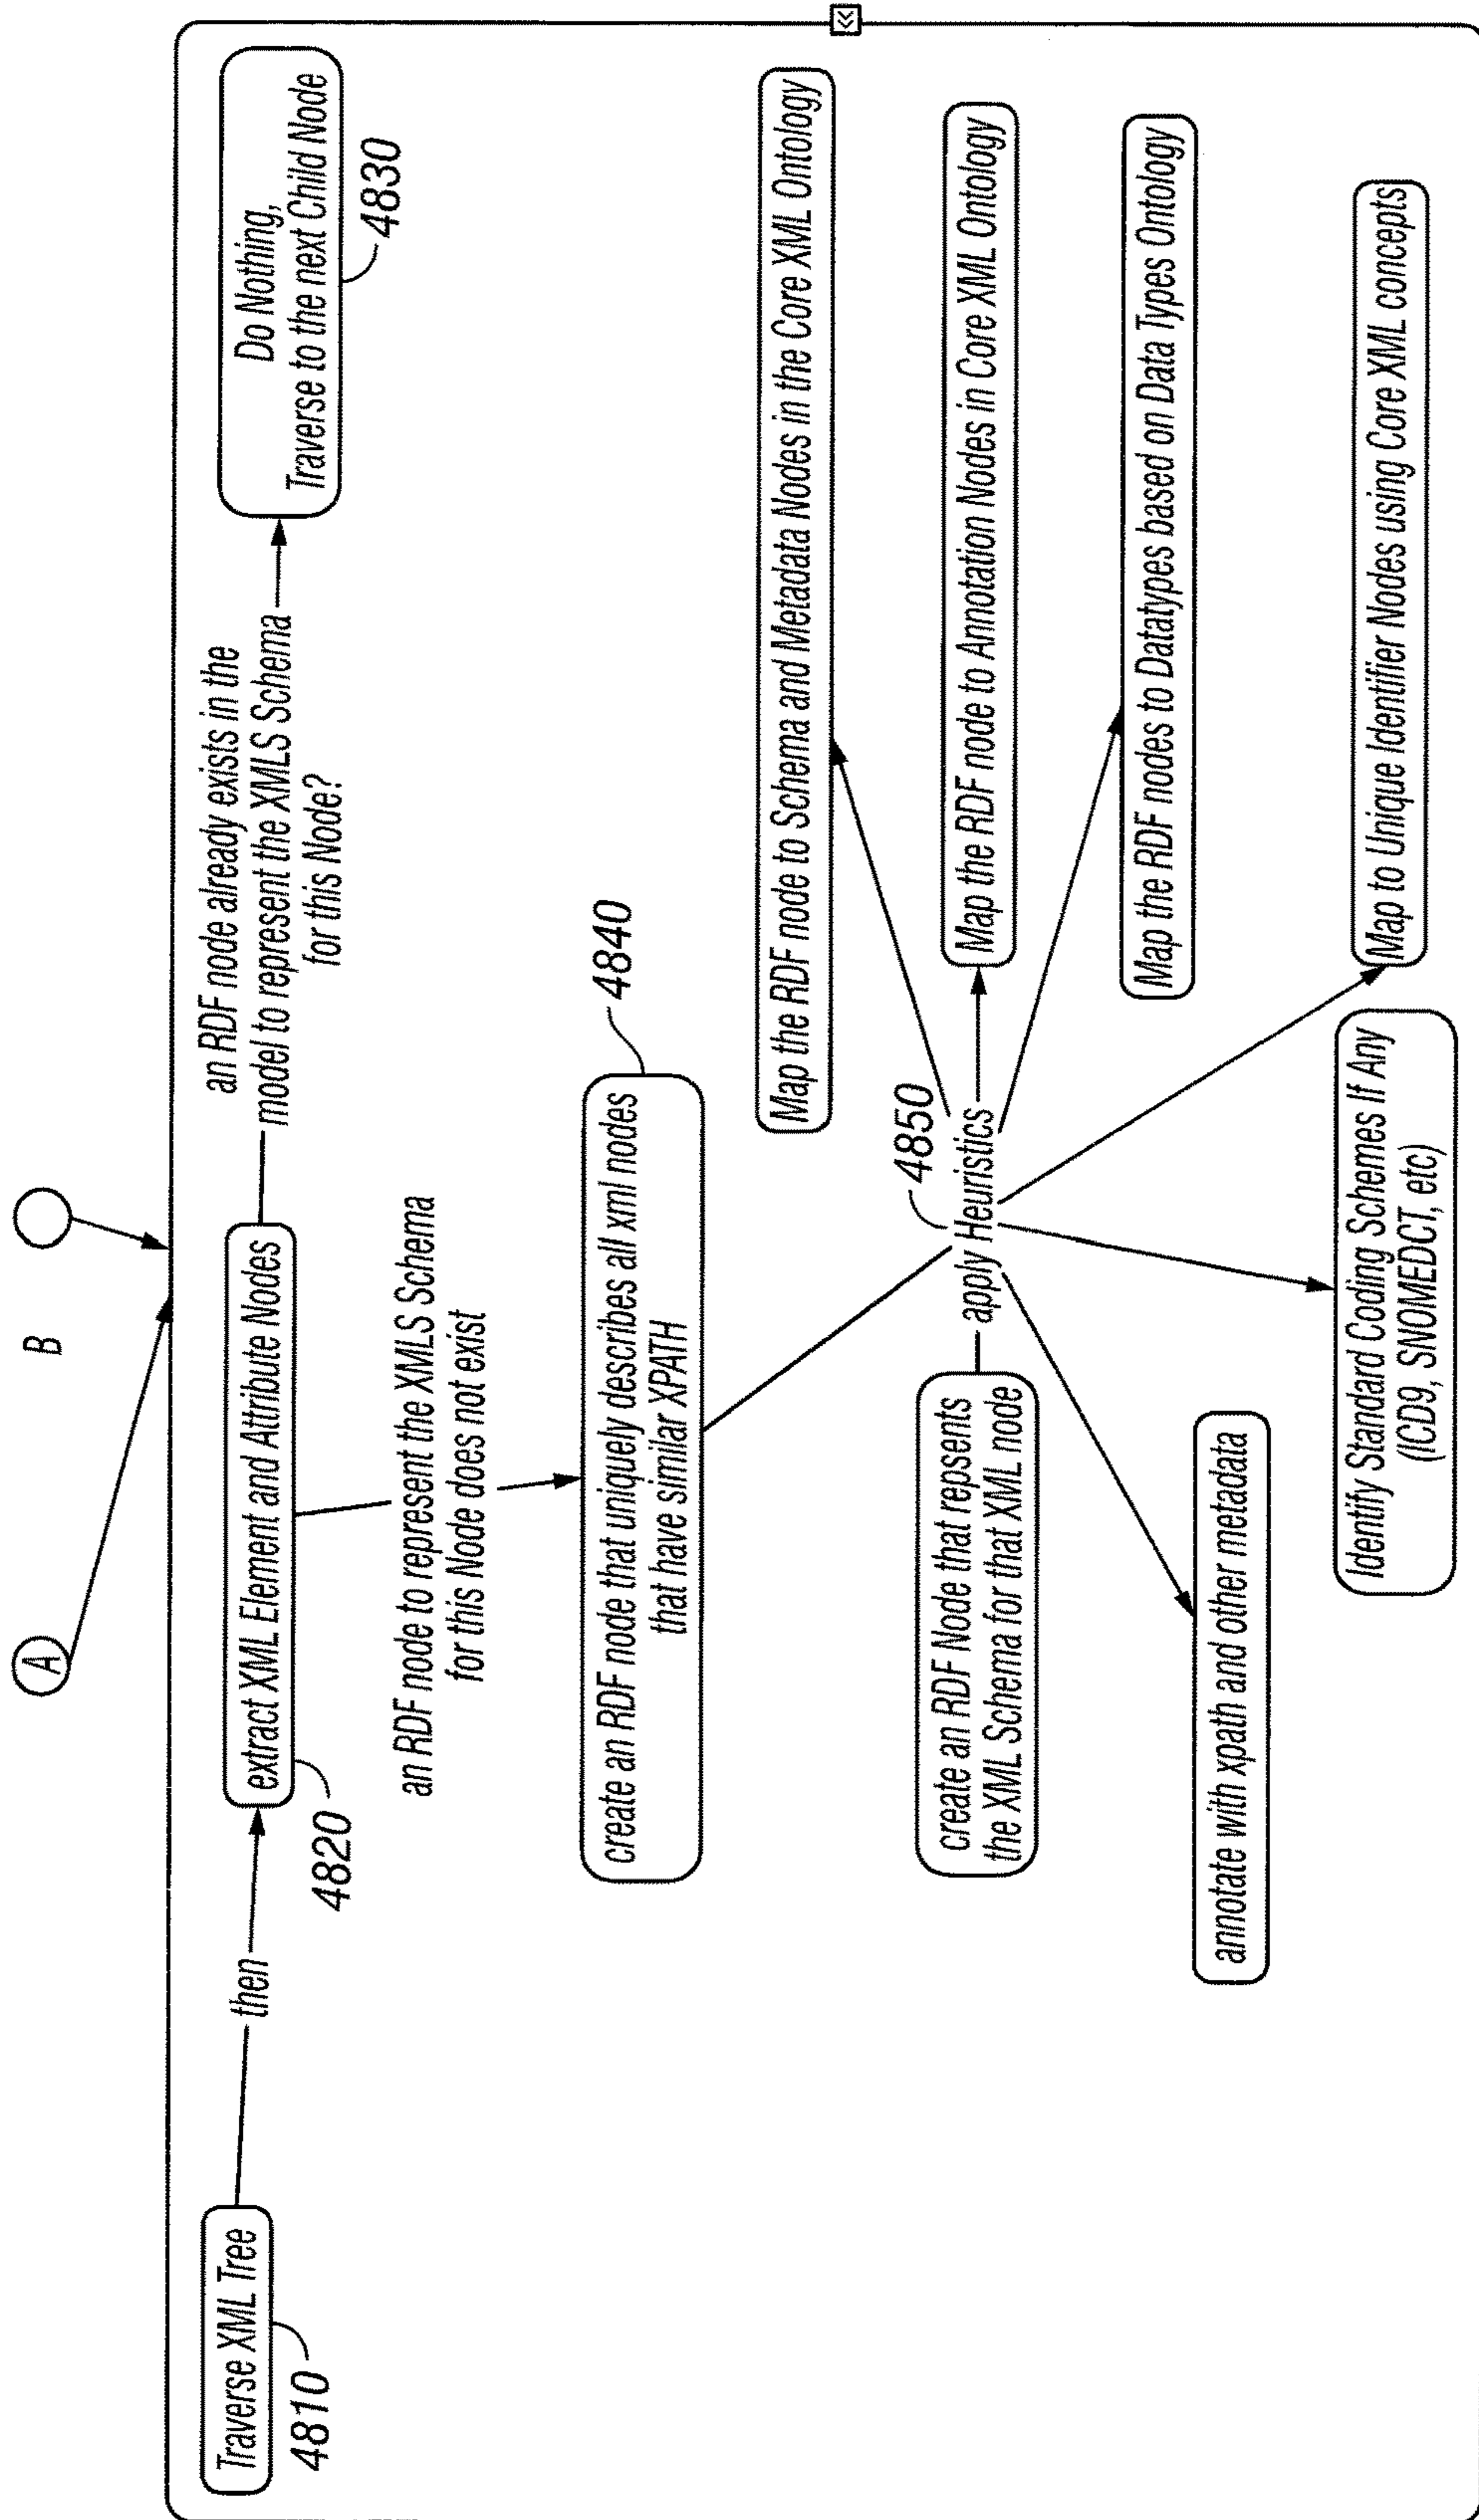 A
B
Traverse XML Tree
4810
then
extract XML Element and Attribute Nodes
4820
an RDF node already exists in the
model to represent the XMLS Schema
for this Node?
Do Nothing,
Traverse to the next Child Node
4830
an RDF node to represent the XMLS Schema
for this Node does not exist
create an RDF node that uniquely describes all xml nodes
that have similar XPATH
4840
create an RDF Node that repsents
the XML Schema for that XML node
apply Heuristics
4850
Map the RDF node to Schema and Metadata Nodes in the Core XML Ontology
Map the RDF node to Annotation Nodes in Core XML Ontology
Map the RDF nodes to Datatypes based on Data Types Ontology
Map to Unique Identifier Nodes using Core XML concepts
Identify Standard Coding Schemes If Any
(ICD9, SNOMEDCT, etc)
annotate with xpath and other metadata